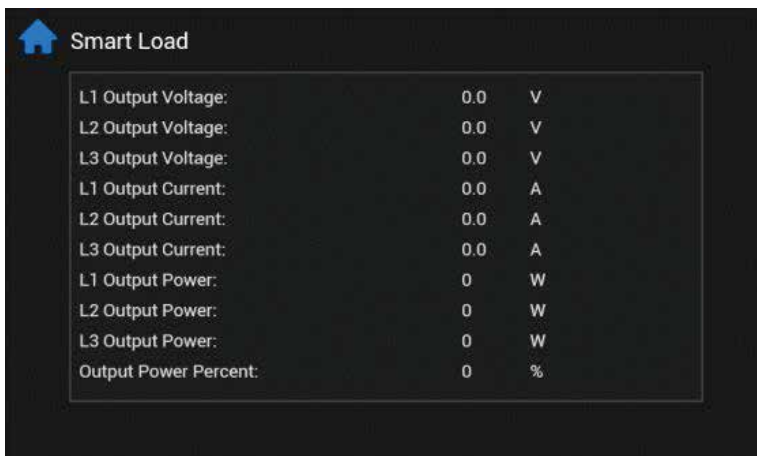 Smart Load
L1 Output Voltage: 0.0 V
L2 Output Voltage: 0.0 V
L3 Output Voltage: 0.0 V
L1 Output Current: 0.0 A
L2 Output Current: 0.0 A
L3 Output Current: 0.0 A
L1 Output Power: 0 W
L2 Output Power: 0 W
L3 Output Power: 0 W
Output Power Percent: 0 %